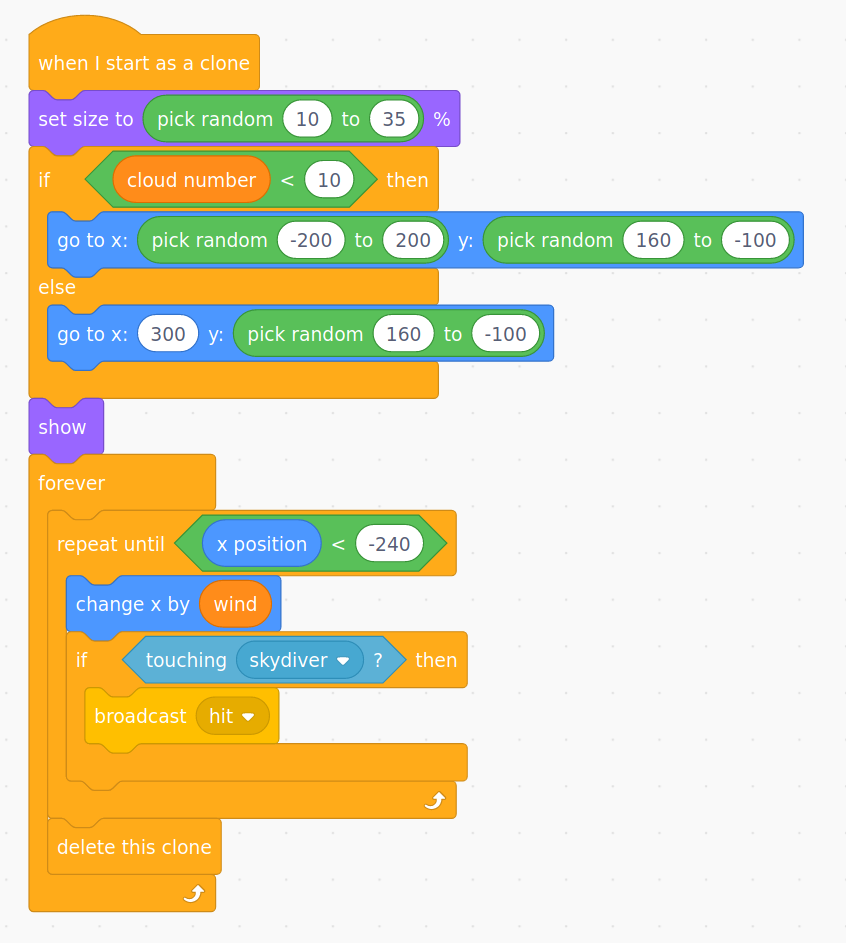 when I start as a clone
set size to pick random 10 to 35 %
if cloud number < 10 then
go to x: pick random -200 to 200 y: pick random 160 to -100
else
go to x: 300 y: pick random 160 to -100
show
forever
repeat until x position < -240
change x by wind
if touching skydiver ? then
broadcast hit
delete this clone